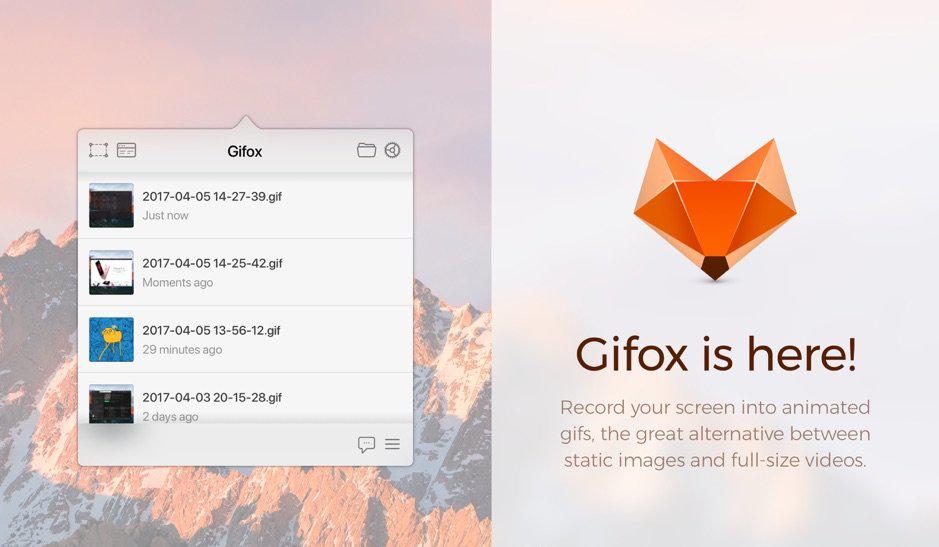 Gifox
2017-04-05 14-27-39.gif
Just now
2017-04-05 14-25-42.gif
Moments ago
2017-04-05 13-56-12.gif
29 minutes ago
2017-04-03 20-15-28.gif
2 days ago
Gifox is here!
Record your screen into animated
gifs, the great alternative between
static images and full-size videos.